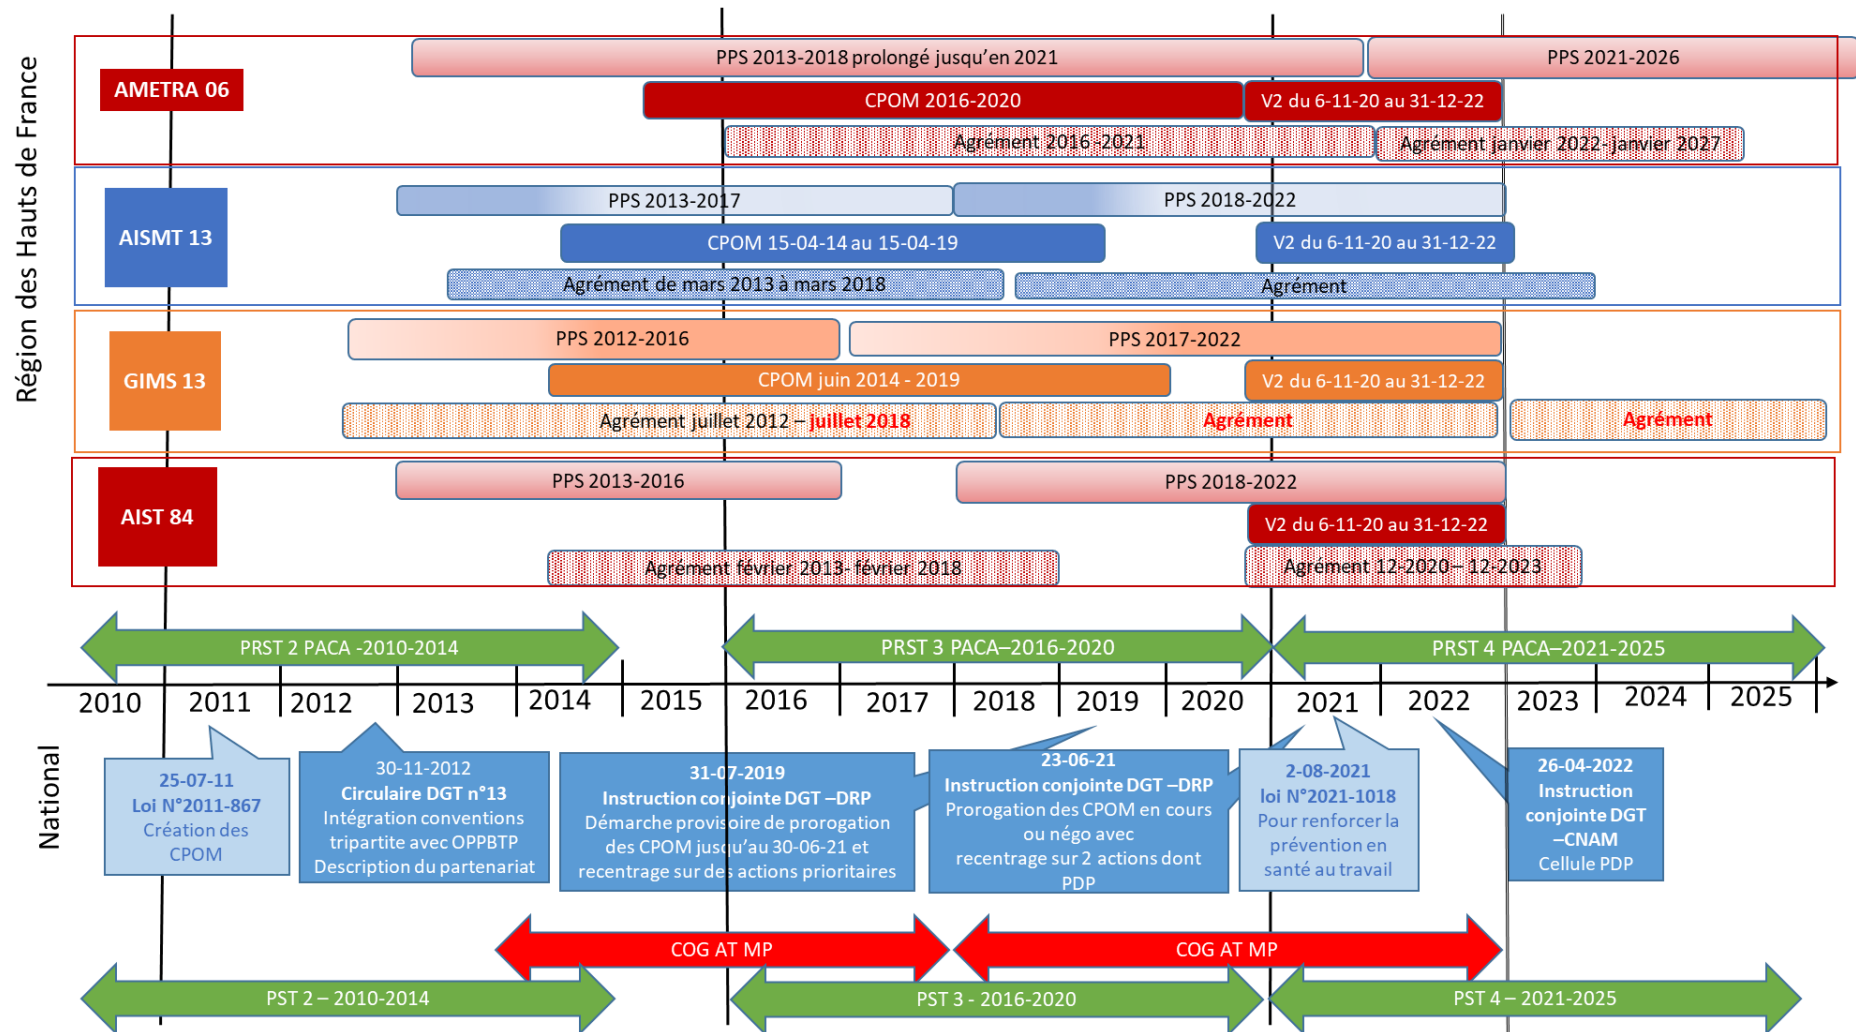 Région des Hauts de France
AMETRA 06
PPS 2013-2018 prolongé jusqu'en 2021
PPS 2021-2026
CPOM 2016-2020
V2 du 6-11-20 au 31-12-22
Agrément 2016 -2021
Agrément janvier 2022- janvier 2027
AISMT 13
PPS 2013-2017
PPS 2018-2022
CPOM 15-04-14 au 15-04-19
V2 du 6-11-20 au 31-12-22
Agrément de mars 2013 à mars 2018
Agrément
GIMS 13
PPS 2012-2016
PPS 2017-2022
CPOM juin 2014 - 2019
V2 du 6-11-20 au 31-12-22
Agrément juillet 2012 – juillet 2018
Agrément
Agrément
AIST 84
PPS 2013-2016
PPS 2018-2022
V2 du 6-11-20 au 31-12-22
Agrément février 2013- février 2018
Agrément 12-2020 – 12-2023
PRST 2 PACA -2010-2014
PRST 3 PACA–2016-2020
PRST 4 PACA–2021-2025
2010 2011 2012 2013 2014 2015 2016 2017 2018 2019 2020 2021 2022 2023 2024 2025
National
25-07-11
Loi N°2011-867
Création des
CPOM
30-11-2012
Circulaire DGT n°13
Intégration conventions
tripartite avec OPPBTP
Description du partenariat
31-07-2019
Instruction conjointe DGT –DRP
Démarche provisoire de prorogation
des CPOM jusqu'au 30-06-21 et
recentrage sur des actions prioritaires
23-06-21
Instruction conjointe DGT –DRP
Prorogation des CPOM en cours
ou négo avec
recentrage sur 2 actions dont
PDP
2-08-2021
loi N°2021-1018
Pour renforcer la
prévention en
santé au travail
26-04-2022
Instruction
conjointe DGT
–CNAM
Cellule PDP
COG AT MP
COG AT MP
PST 2 – 2010-2014
PST 3 - 2016-2020
PST 4 – 2021-2025